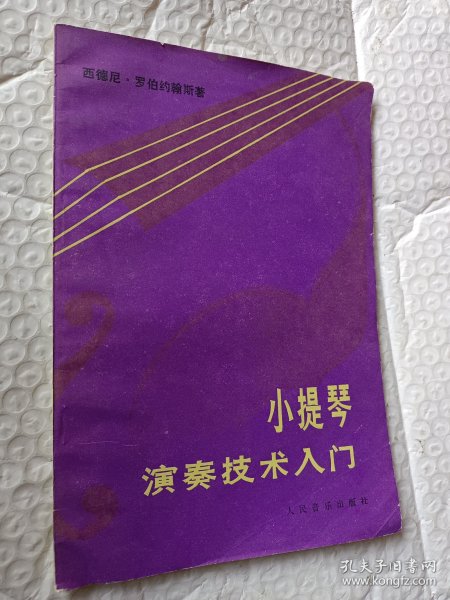 西德尼·罗伯约翰斯著
小提琴
演奏技术入门
人民音乐出版社
孔夫子旧书网
www.kongfz.com